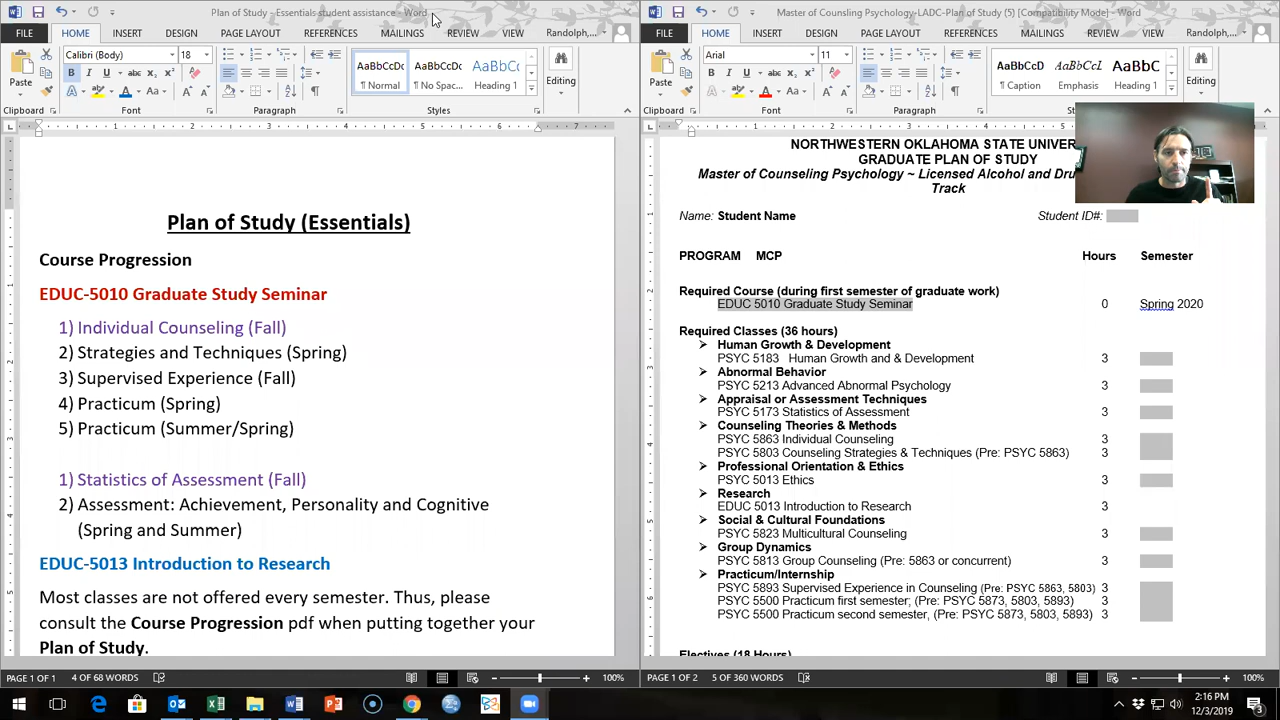 Plan of Study - Essentials-student assistance - Word
FILE
HOME
INSERT
DESIGN
PAGE LAYOUT
REFERENCES
MAILINGS
REVIEW
VIEW
Randolph,...
Calibri (Body)
18
Paste
Clipboard
Font
Paragraph
AaBbCcDc
¶ Normal
AaBbCcDc
¶ No Spac...
AaBbCc
Heading 1
Styles
Editing
Plan of Study (Essentials)
Course Progression
EDUC-5010 Graduate Study Seminar
1) Individual Counseling (Fall)
2) Strategies and Techniques (Spring)
3) Supervised Experience (Fall)
4) Practicum (Spring)
5) Practicum (Summer/Spring)
1) Statistics of Assessment (Fall)
2) Assessment: Achievement, Personality and Cognitive
(Spring and Summer)
EDUC-5013 Introduction to Research
Most classes are not offered every semester. Thus, please
consult the Course Progression pdf when putting together your
Plan of Study.
PAGE 1 OF 1
4 OF 68 WORDS
100%
Master of Counsling Psychology-LADC-Plan of Study (5) [Compatibility Mode] - Word
FILE
HOME
INSERT
DESIGN
PAGE LAYOUT
REFERENCES
MAILINGS
REVIEW
VIEW
Randolph,...
Arial
11
Paste
Clipboard
Font
Paragraph
AaBbCcDc
¶ Caption
AaBbCcL
Emphasis
AaBbC
Heading 1
Editing
NORTHWESTERN OKLAHOMA STATE UNIVER
GRADUATE PLAN OF STUDY
Master of Counseling Psychology ~ Licensed Alcohol and Dru
Track
Name: Student Name
Student ID#:
PROGRAM MCP
Hours
Semester
Required Course (during first semester of graduate work)
EDUC 5010 Graduate Study Seminar 0 Spring 2020
Required Classes (36 hours)
➢ Human Growth & Development
PSYC 5183 Human Growth and & Development 3
➢ Abnormal Behavior
PSYC 5213 Advanced Abnormal Psychology 3
➢ Appraisal or Assessment Techniques
PSYC 5173 Statistics of Assessment 3
➢ Counseling Theories & Methods
PSYC 5863 Individual Counseling 3
PSYC 5803 Counseling Strategies & Techniques (Pre: PSYC 5863) 3
➢ Professional Orientation & Ethics
PSYC 5013 Ethics 3
➢ Research
EDUC 5013 Introduction to Research 3
➢ Social & Cultural Foundations
PSYC 5823 Multicultural Counseling 3
➢ Group Dynamics
PSYC 5813 Group Counseling (Pre: 5863 or concurrent) 3
➢ Practicum/Internship
PSYC 5893 Supervised Experience in Counseling (Pre: PSYC 5863, 5803) 3
PSYC 5500 Practicum first semester; (Pre: PSYC 5873, 5803, 5893) 3
PSYC 5500 Practicum second semester, (Pre: PSYC 5873, 5803, 5893) 3
Electives (18 Hours)
PAGE 1 OF 2
5 OF 360 WORDS
100%
2:16 PM
12/3/2019